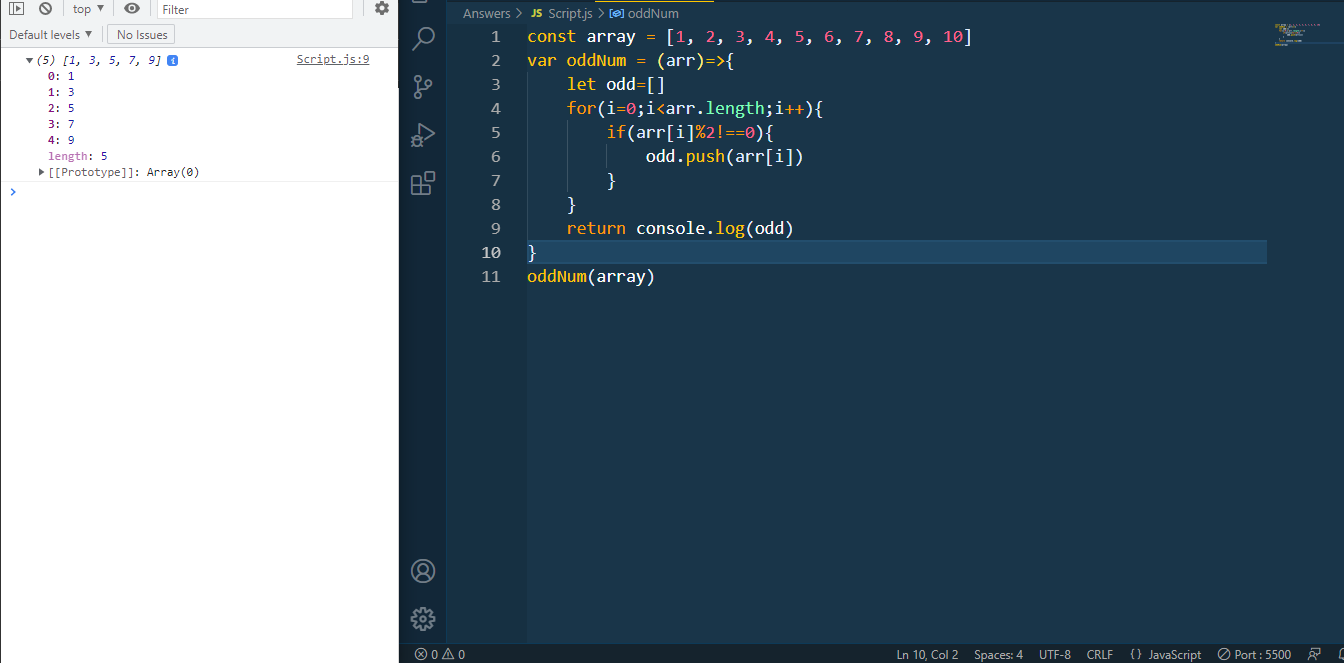 top ▼ Filter
Default levels ▼ No Issues
▼(5) [1, 3, 5, 7, 9] i Script.js:9
0: 1
1: 3
2: 5
3: 7
4: 9
length: 5
▶[[Prototype]]: Array(0)
>
Answers > JS Script.js > oddNum
1 const array = [1, 2, 3, 4, 5, 6, 7, 8, 9, 10]
2 var oddNum = (arr)=>{
3 let odd=[]
4 for(i=0;i<arr.length;i++){
5 if(arr[i]%2!==0){
6 odd.push(arr[i])
7 }
8 }
9 return console.log(odd)
10 }
11 oddNum(array)
0 0 Ln 10, Col 2 Spaces: 4 UTF-8 CRLF {} JavaScript Port : 5500